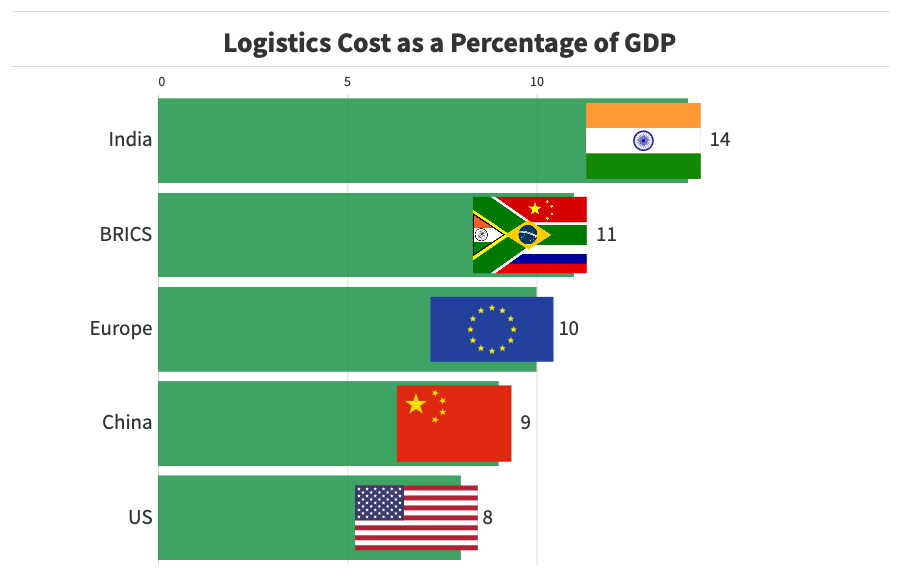 Logistics Cost as a Percentage of GDP
0 5 10
India 14
BRICS 11
Europe 10
China 9
US 8